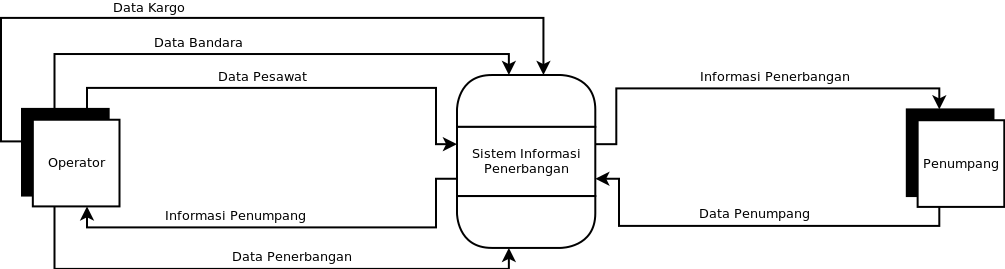 Data Kargo
Data Bandara
Data Pesawat
Informasi Penerbangan
Operator
Sistem Informasi
Penerbangan
Penumpang
Informasi Penumpang
Data Penumpang
Data Penerbangan